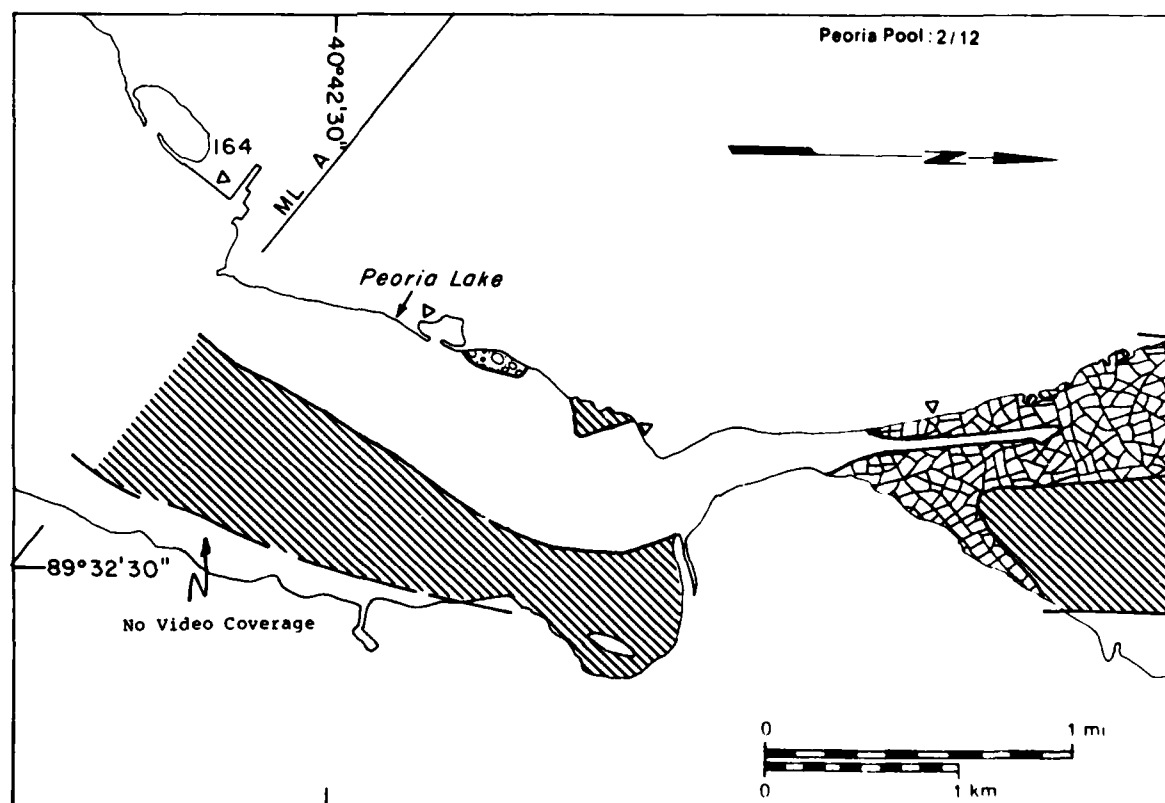 Peoria Pool: 2/12
40°42'30"
164
ML A
N
Peoria Lake
89°32'30"
No Video Coverage
0 1 mi
0 1 km